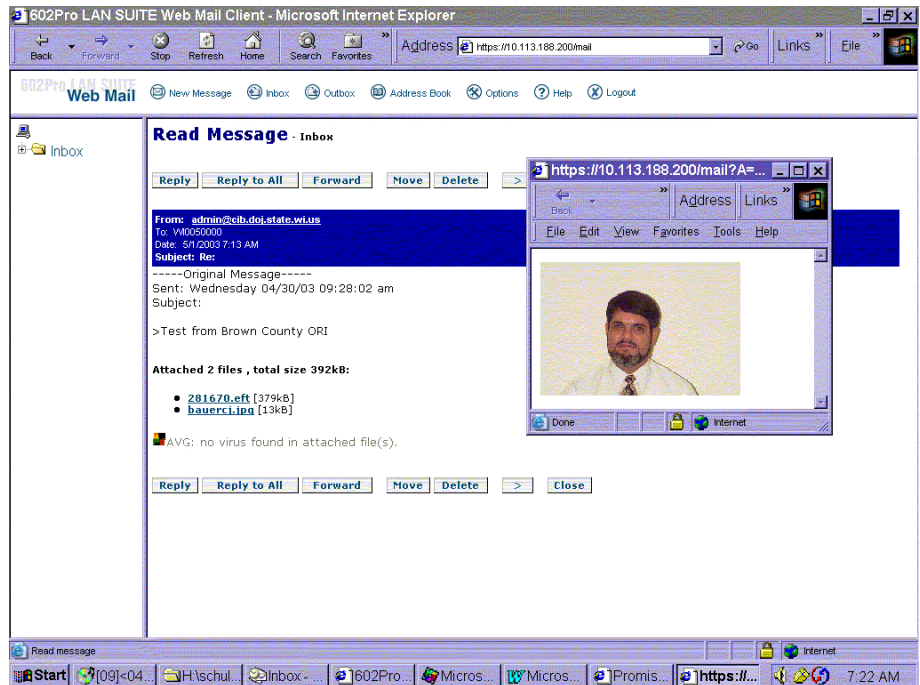 602Pro LAN SUITE Web Mail Client - Microsoft Internet Explorer
Back Forward Stop Refresh Home Search Favorites » Address https://10.113.188.200/mail Go Links » File »
602Pro LAN SUITE
Web Mail New Message Inbox Outbox Address Book Options Help Logout
Inbox
Read Message - Inbox
Reply Reply to All Forward Move Delete >
From: admin@cib.doj.state.wi.us
To: WI0050000
Date: 5/1/2003 7:13 AM
Subject: Re:
-----Original Message-----
Sent: Wednesday 04/30/03 09:28:02 am
Subject:
>Test from Brown County ORI
Attached 2 files , total size 392kB:
281670.eft [379kB]
bauercj.jpg [13kB]
AVG: no virus found in attached file(s).
Reply Reply to All Forward Move Delete > Close
https://10.113.188.200/mail?A=...
Back » Address Links »
File Edit View Favorites Tools Help
Done Internet
Read message Internet
Start [09]<04... H:\schul... Inbox - ... 602Pro... Micros... Micros... Promis... https://... 7:22 AM